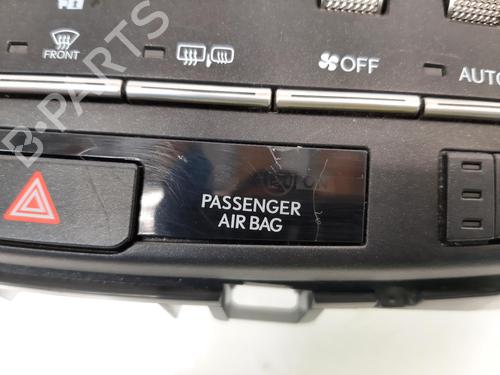 FRONT
OFF
AUTO
PASSENGER
AIR BAG
B-PARTS